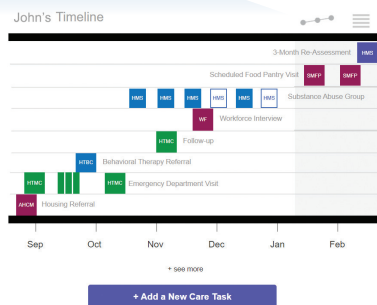 John's Timeline
3-Month Re-Assessment HMS
Scheduled Food Pantry Visit SMFP SMFP
HMS HMS HMS HMS HMS HMS Substance Abuse Group
WF Workforce Interview
HTMC Follow-up
HTBC Behavioral Therapy Referral
HTMC HTMC Emergency Department Visit
AHCM Housing Referral
Sep Oct Nov Dec Jan Feb
+ see more
+ Add a New Care Task